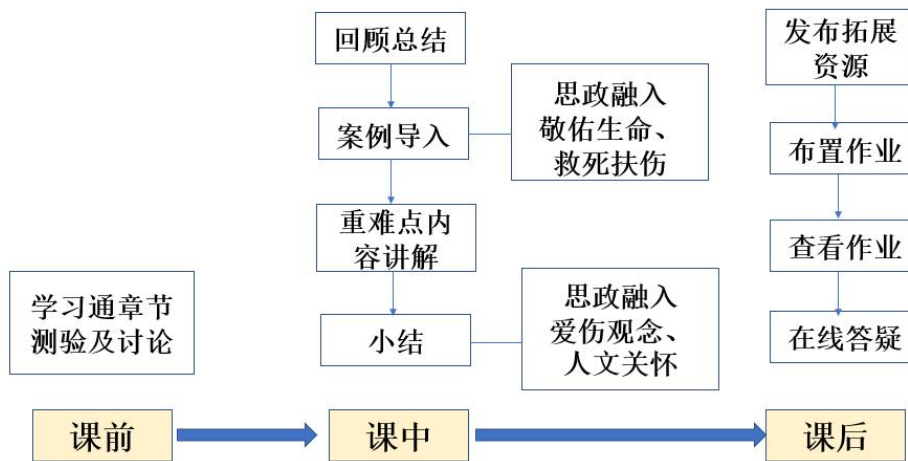 学习通章节
测验及讨论
课前
回顾总结
案例导入
思政融入
敬佑生命、
救死扶伤
重难点内
容讲解
小结
思政融入
爱伤观念、
人文关怀
课中
发布拓展
资源
布置作业
查看作业
在线答疑
课后